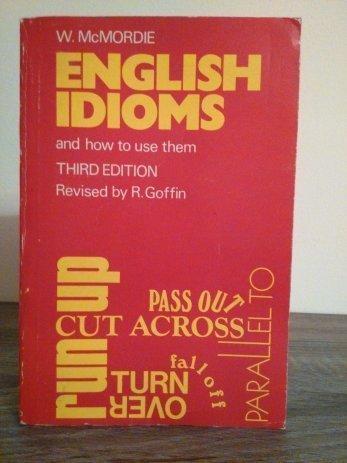 W. McMORDIE
ENGLISH
IDIOMS
and how to use them
THIRD EDITION
Revised by R. Goffin
run up
PASS OUT
CUT ACROSS
fall off
TURN
OVER
PARALLEL TO